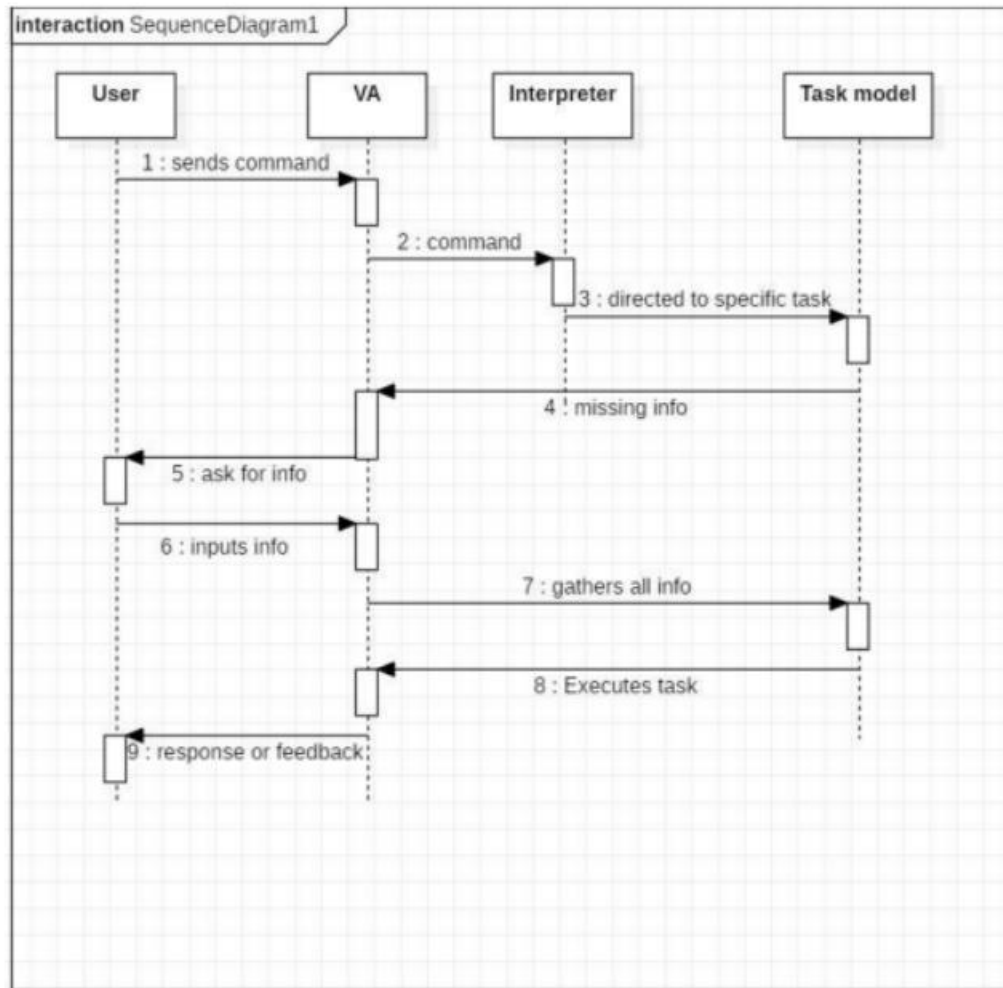 interaction SequenceDiagram1
User
VA
Interpreter
Task model
1 : sends command
2 : command
3 : directed to specific task
4 : missing info
5 : ask for info
6 : inputs info
7 : gathers all info
8 : Executes task
9 : response or feedback